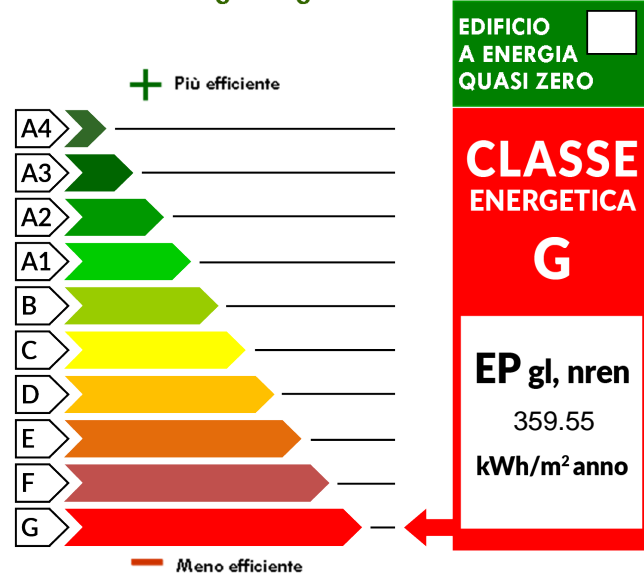 EDIFICIO
A ENERGIA
QUASI ZERO
Più efficiente
A4
A3
A2
A1
B
C
D
E
F
G
Meno efficiente
CLASSE
ENERGETICA
G
EP gl, nren
359.55
kWh/m² anno